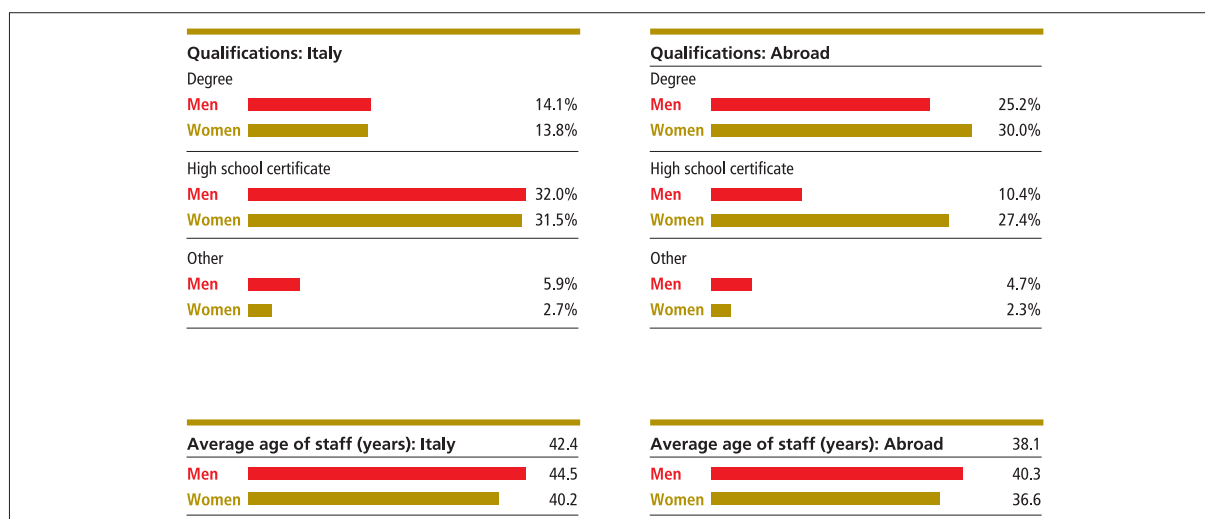 Qualifications: Italy
Degree
Men 14.1%
Women 13.8%
High school certificate
Men 32.0%
Women 31.5%
Other
Men 5.9%
Women 2.7%
Qualifications: Abroad
Degree
Men 25.2%
Women 30.0%
High school certificate
Men 10.4%
Women 27.4%
Other
Men 4.7%
Women 2.3%
Average age of staff (years): Italy 42.4
Men 44.5
Women 40.2
Average age of staff (years): Abroad 38.1
Men 40.3
Women 36.6